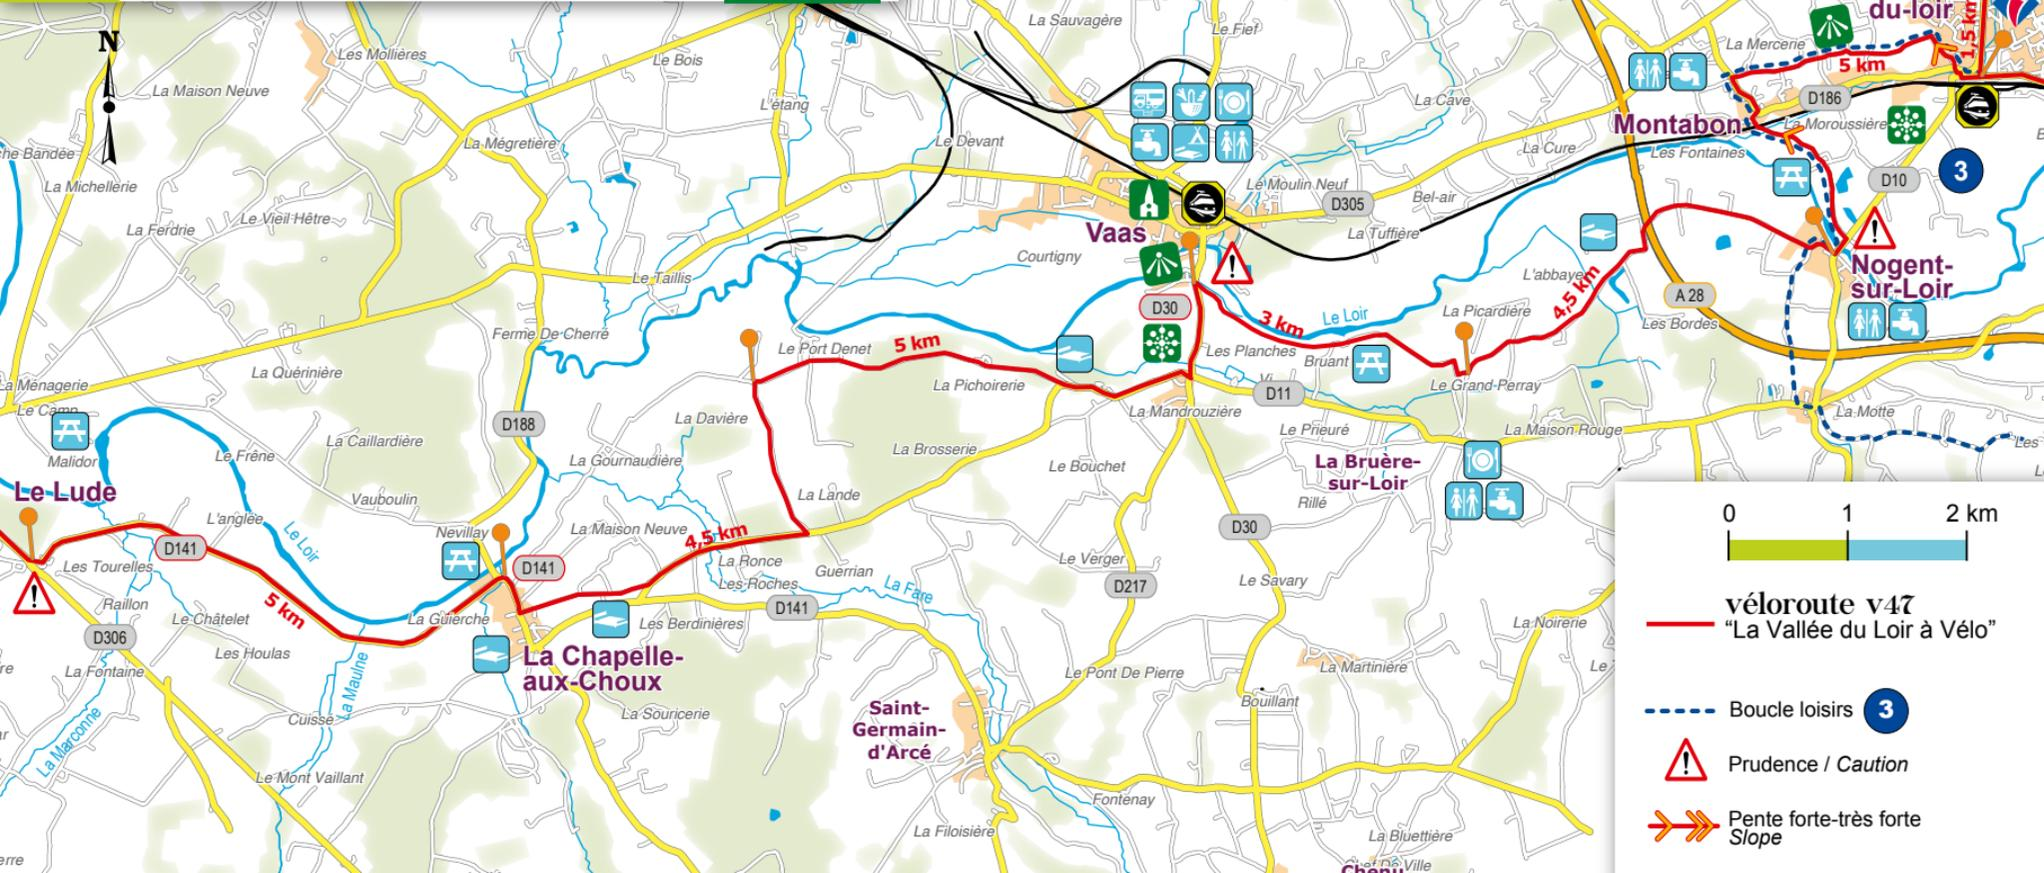 N
La Sauvagère
Le Fief
du-loir
1,5 km
Les Mollières
Le Bois
La Mercerie
5 km
La Maison Neuve
L'étang
La Cave
D186
La Mégretière
Le Devant
Montabon
La Moroussière
La Cure
Les Fontaines
che Bandée
La Michellerie
Le Moulin Neuf
D305
Bel-air
D10
3
Le Vieil Hêtre
La Ferdrie
Vaas
La Tuffière
Courtigny
Le Taillis
L'abbaye
Nogent-
sur-Loir
D30
4,5 km
A 28
Ferme De Cherré
3 km
Le Loir
La Picardière
Les Bordes
Le Port Denet
5 km
Les Planches
Bruant
La Quérinière
La Ménagerie
La Pichoirerie
Le Grand-Perray
D11
Le Camp
La Davière
La Mandrouzière
La Motte
D188
Le Prieuré
La Maison Rouge
Les
La Caillardière
La Brosserie
Malidor
Le Frêne
La Gournaudière
Le Bouchet
La Bruère-
sur-Loir
Le Lude
Vauboulin
La Lande
Rillé
L'anglée
Le Loir
Nevillay
La Maison Neuve
4,5 km
D30
D141
D141
Les Tourelles
La Ronce
Le Verger
Les Roches
Guerrian
La Fare
D217
Le Savary
Raillon
5 km
Le Châtelet
La Guierche
D141
D306
Les Berdinières
La Noirerie
Les Houlas
La Fontaine
La Chapelle-
aux-Choux
La Maulne
Le Pont De Pierre
La Martinière
Saint-
Germain-
d'Arcé
Bouillant
Cuisse
La Souricerie
La Marconne
Le Mont Vaillant
Fontenay
La Filoisière
La Bluettière
Chef De Ville
Chenu
0 1 2 km
véloroute v47
“La Vallée du Loir à Vélo”
Boucle loisirs 3
Prudence / Caution
Pente forte-très forte
Slope